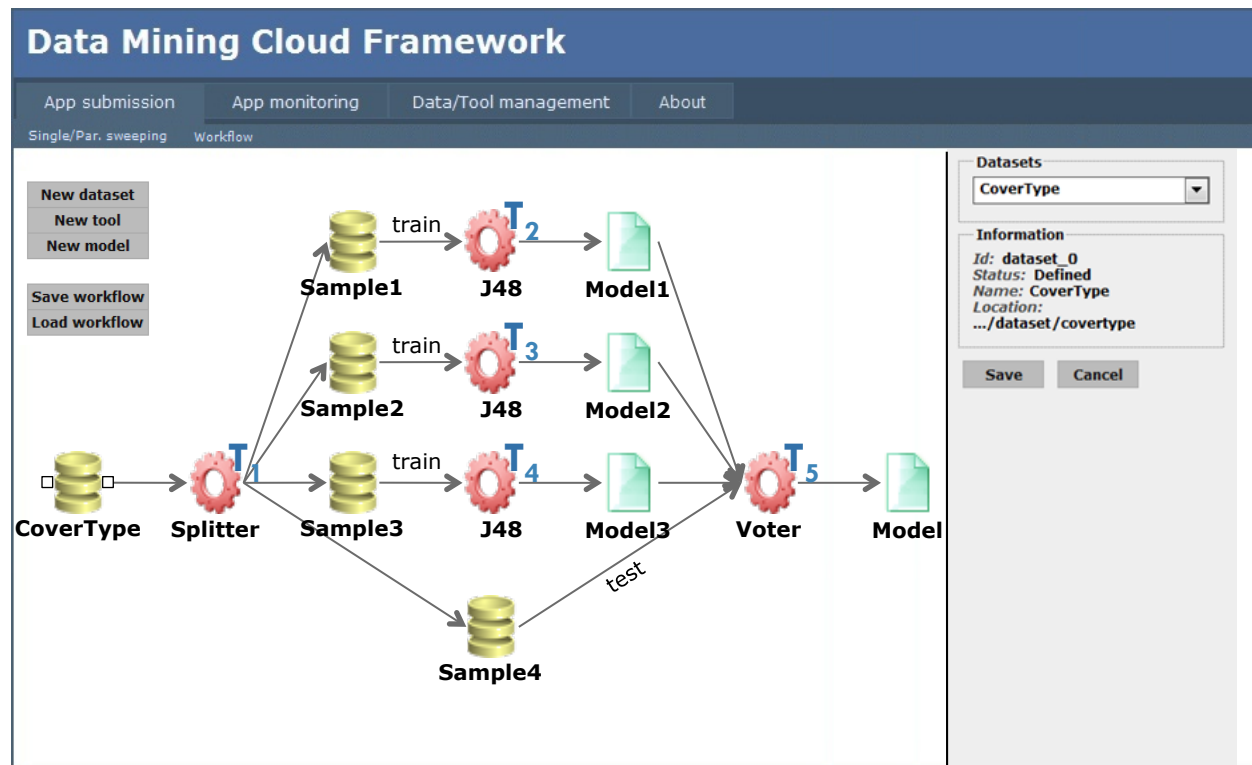 Data Mining Cloud Framework
App submission App monitoring Data/Tool management About
Single/Par. sweeping Workflow
New dataset
New tool
New model
Save workflow
Load workflow
train
T2
Sample1 J48 Model1
train
T3
Sample2 J48 Model2
train
T1 T4 T5
CoverType Splitter Sample3 J48 Model3 Voter Model
test
Sample4
Datasets
CoverType
Information
Id: dataset_0
Status: Defined
Name: CoverType
Location:
.../dataset/covertype
Save Cancel